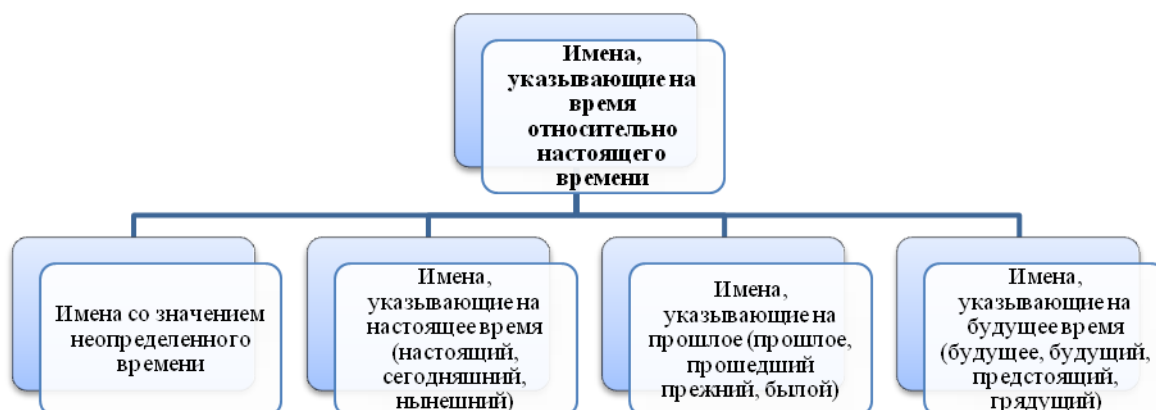 Имена,
указывающие на
время
относительно
настоящего
времени
Имена со значением
неопределенного
времени
Имена,
указывающие на
настоящее время
(настоящий,
сегодняшний,
нынешний)
Имена,
указывающие на
прошлое (прошлое,
прошедший
прежний, былой)
Имена,
указывающие на
будущее время
(будущее, будущий,
предстоящий,
грядущий)